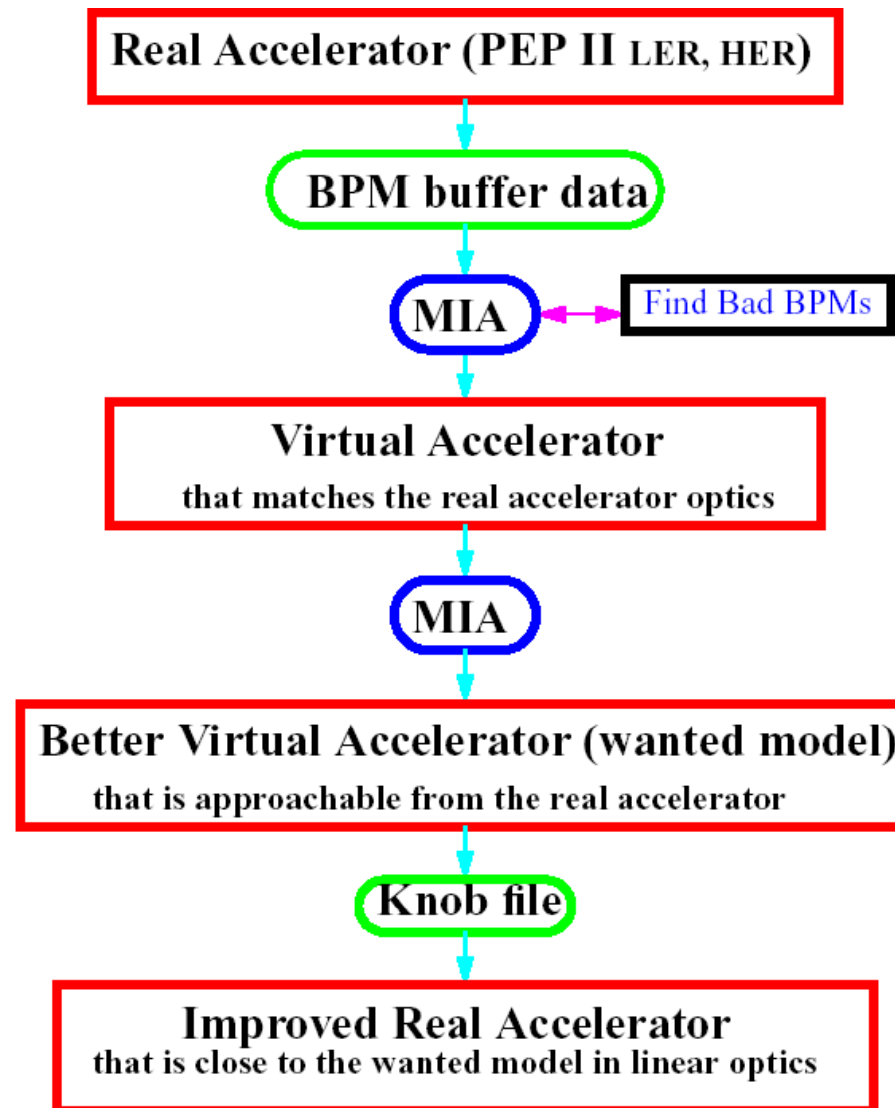 Real Accelerator (PEP II LER, HER)
BPM buffer data
MIA
Find Bad BPMs
Virtual Accelerator
that matches the real accelerator optics
MIA
Better Virtual Accelerator (wanted model)
that is approachable from the real accelerator
Knob file
Improved Real Accelerator
that is close to the wanted model in linear optics